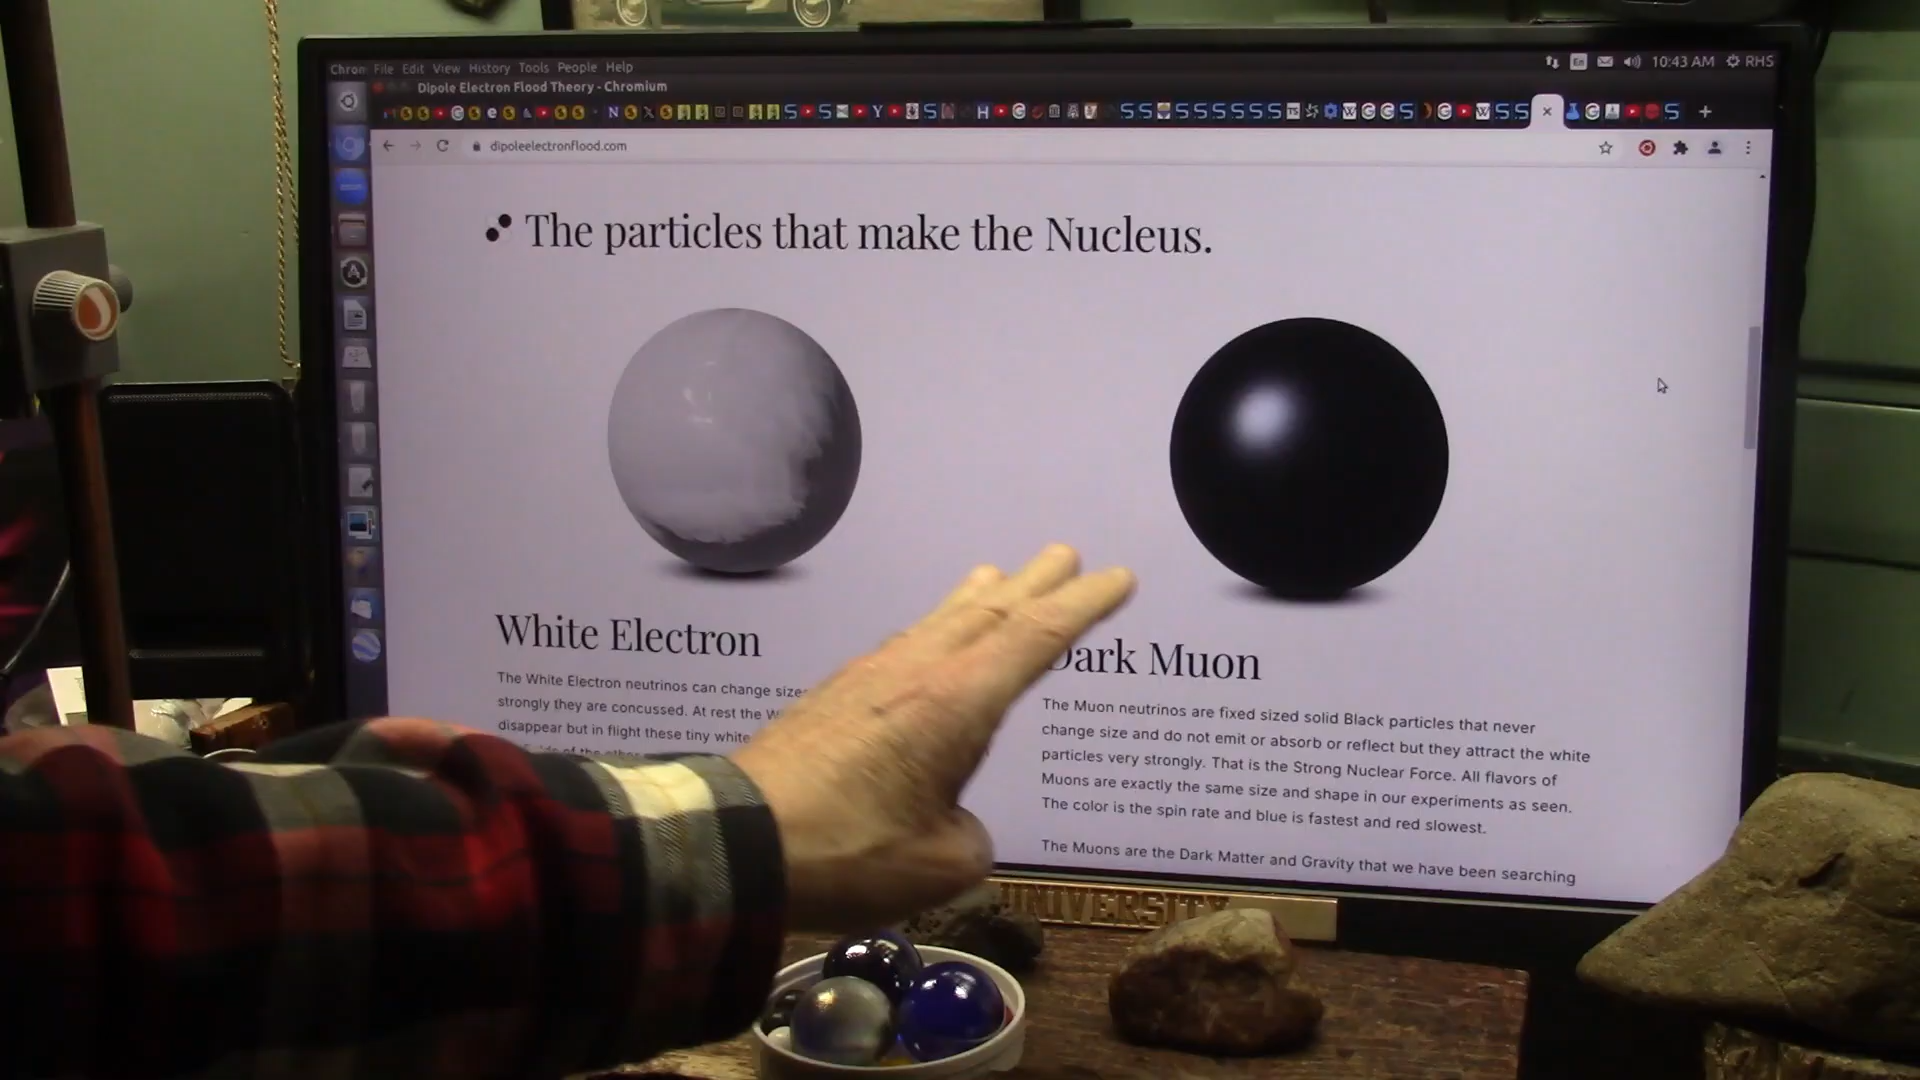 Chron File Edit View History Tools People Help
En 10:43 AM RHS
Dipole Electron Flood Theory - Chromium
dipoleelectronflood.com
The particles that make the Nucleus.
White Electron
The White Electron neutrinos can change sizes
strongly they are concussed. At rest the
disappear but in flight these tiny white
of the other
Dark Muon
The Muon neutrinos are fixed sized solid Black particles that never
change size and do not emit or absorb or reflect but they attract the white
particles very strongly. That is the Strong Nuclear Force. All flavors of
Muons are exactly the same size and shape in our experiments as seen.
The color is the spin rate and blue is fastest and red slowest.
The Muons are the Dark Matter and Gravity that we have been searching
UNIVERSITY